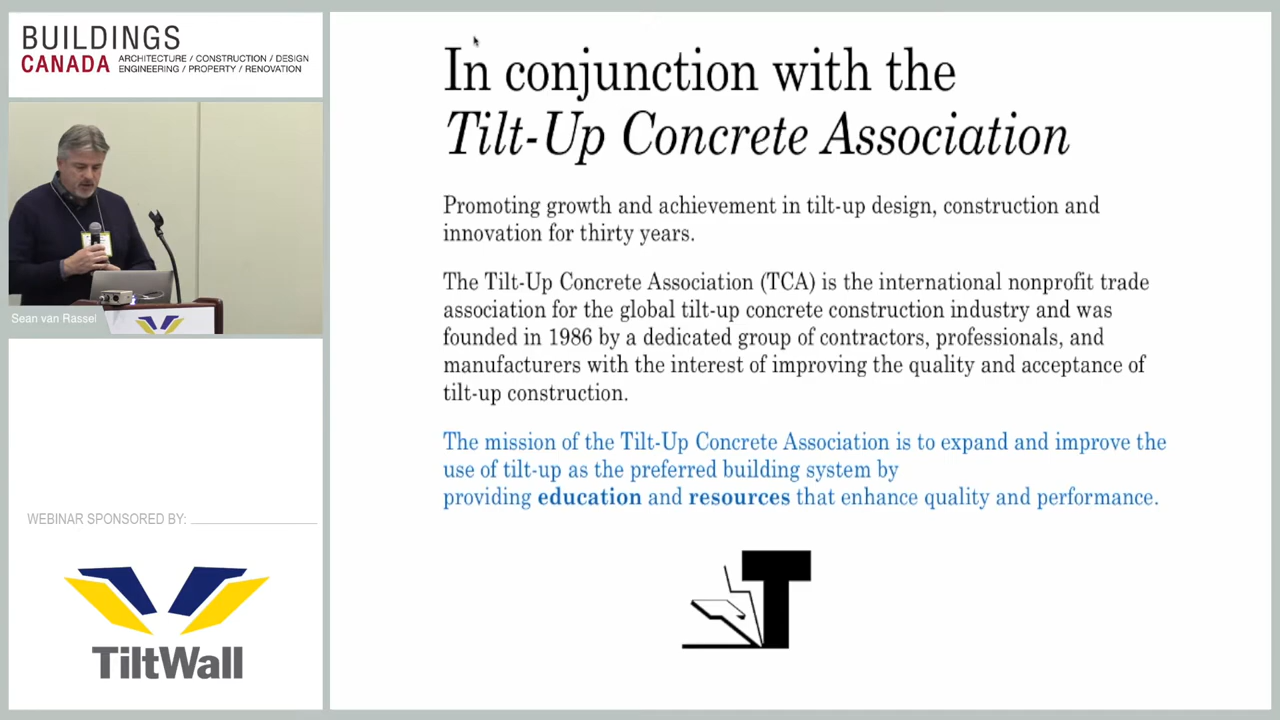 BUILDINGS
CANADA
ARCHITECTURE / CONSTRUCTION / DESIGN
ENGINEERING / PROPERTY / RENOVATION
Sean van Rassel
WEBINAR SPONSORED BY:
TiltWall
In conjunction with the
Tilt-Up Concrete Association
Promoting growth and achievement in tilt-up design, construction and
innovation for thirty years.
The Tilt-Up Concrete Association (TCA) is the international nonprofit trade
association for the global tilt-up concrete construction industry and was
founded in 1986 by a dedicated group of contractors, professionals, and
manufacturers with the interest of improving the quality and acceptance of
tilt-up construction.
The mission of the Tilt-Up Concrete Association is to expand and improve the
use of tilt-up as the preferred building system by
providing education and resources that enhance quality and performance.
T